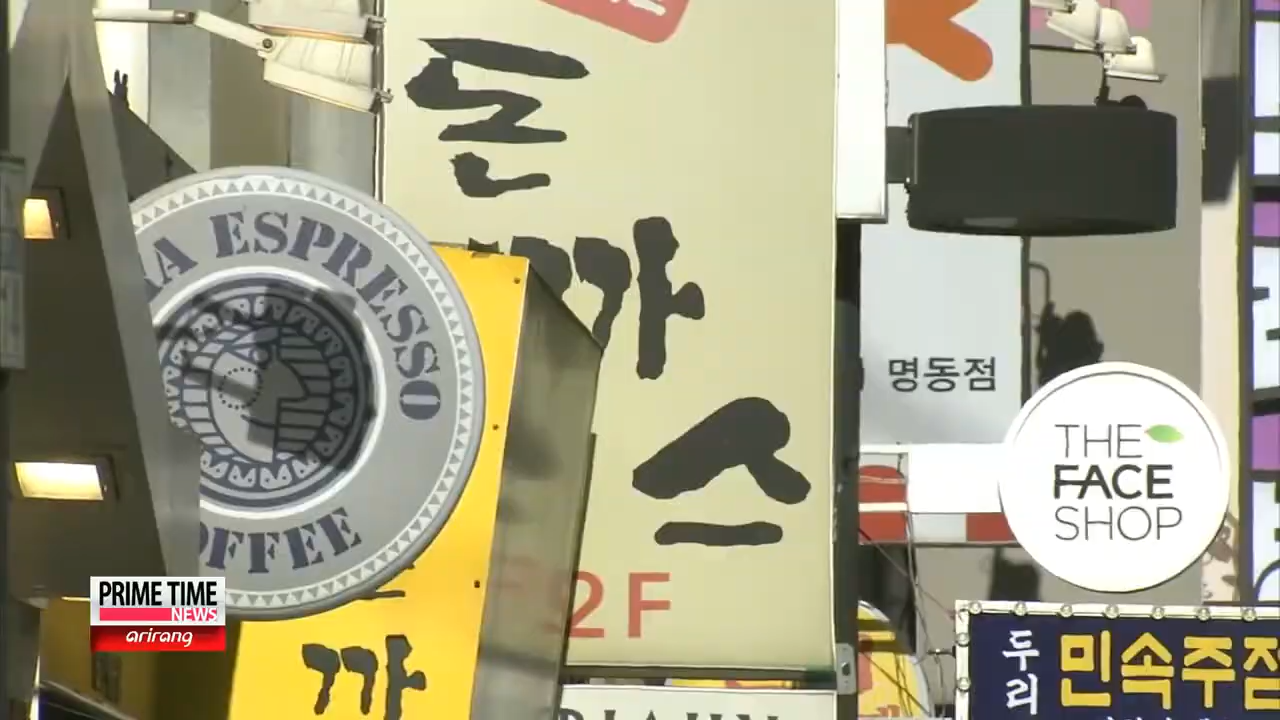 돈
까
스
2F
A ESPRESSO
COFFEE
까
명동점
THE
FACE
SHOP
두리
민속주점
PRIME TIME
NEWS
arirang